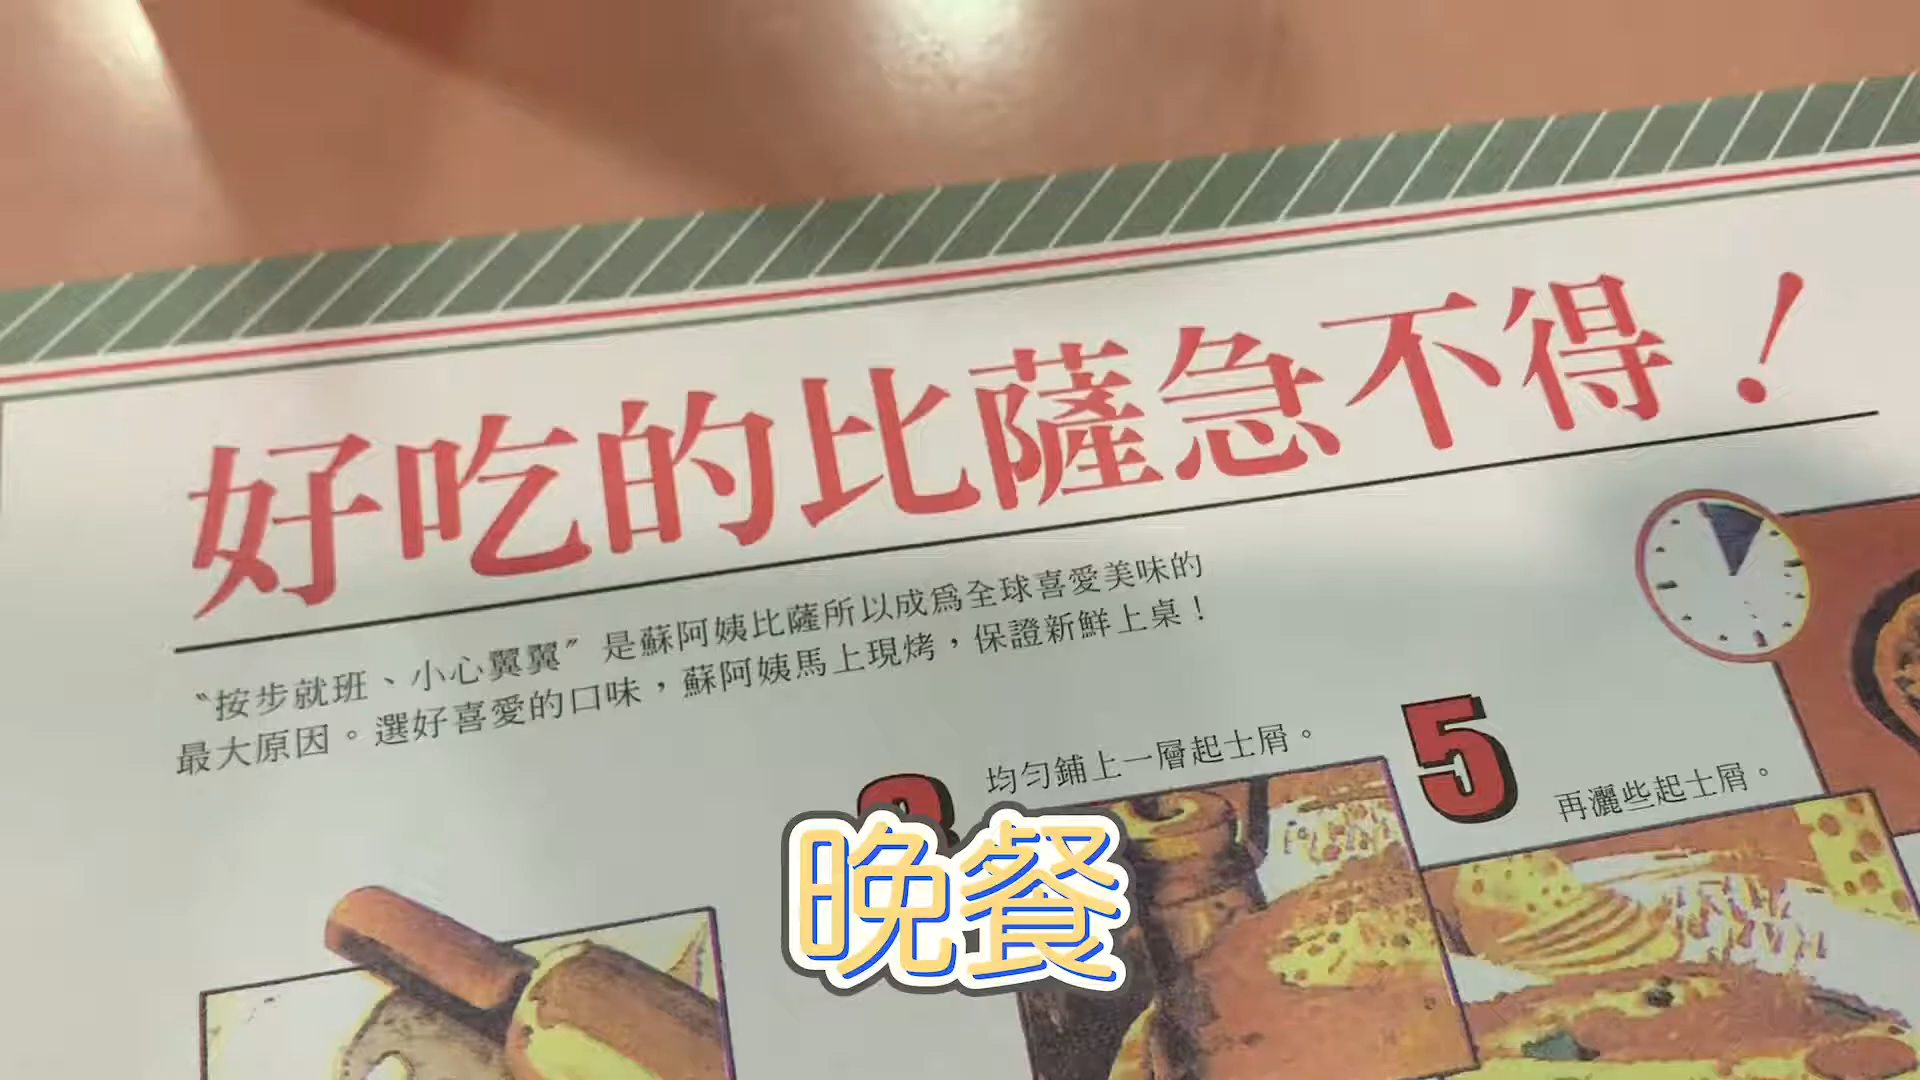 好吃的比薩急不得！
〝按步就班、小心翼翼〞是蘇阿姨比薩所以成爲全球喜愛美味的
最大原因。選好喜愛的口味，蘇阿姨馬上現烤，保證新鮮上桌！
均勻鋪上一層起士屑。
5
再灑些起士屑。
晚餐